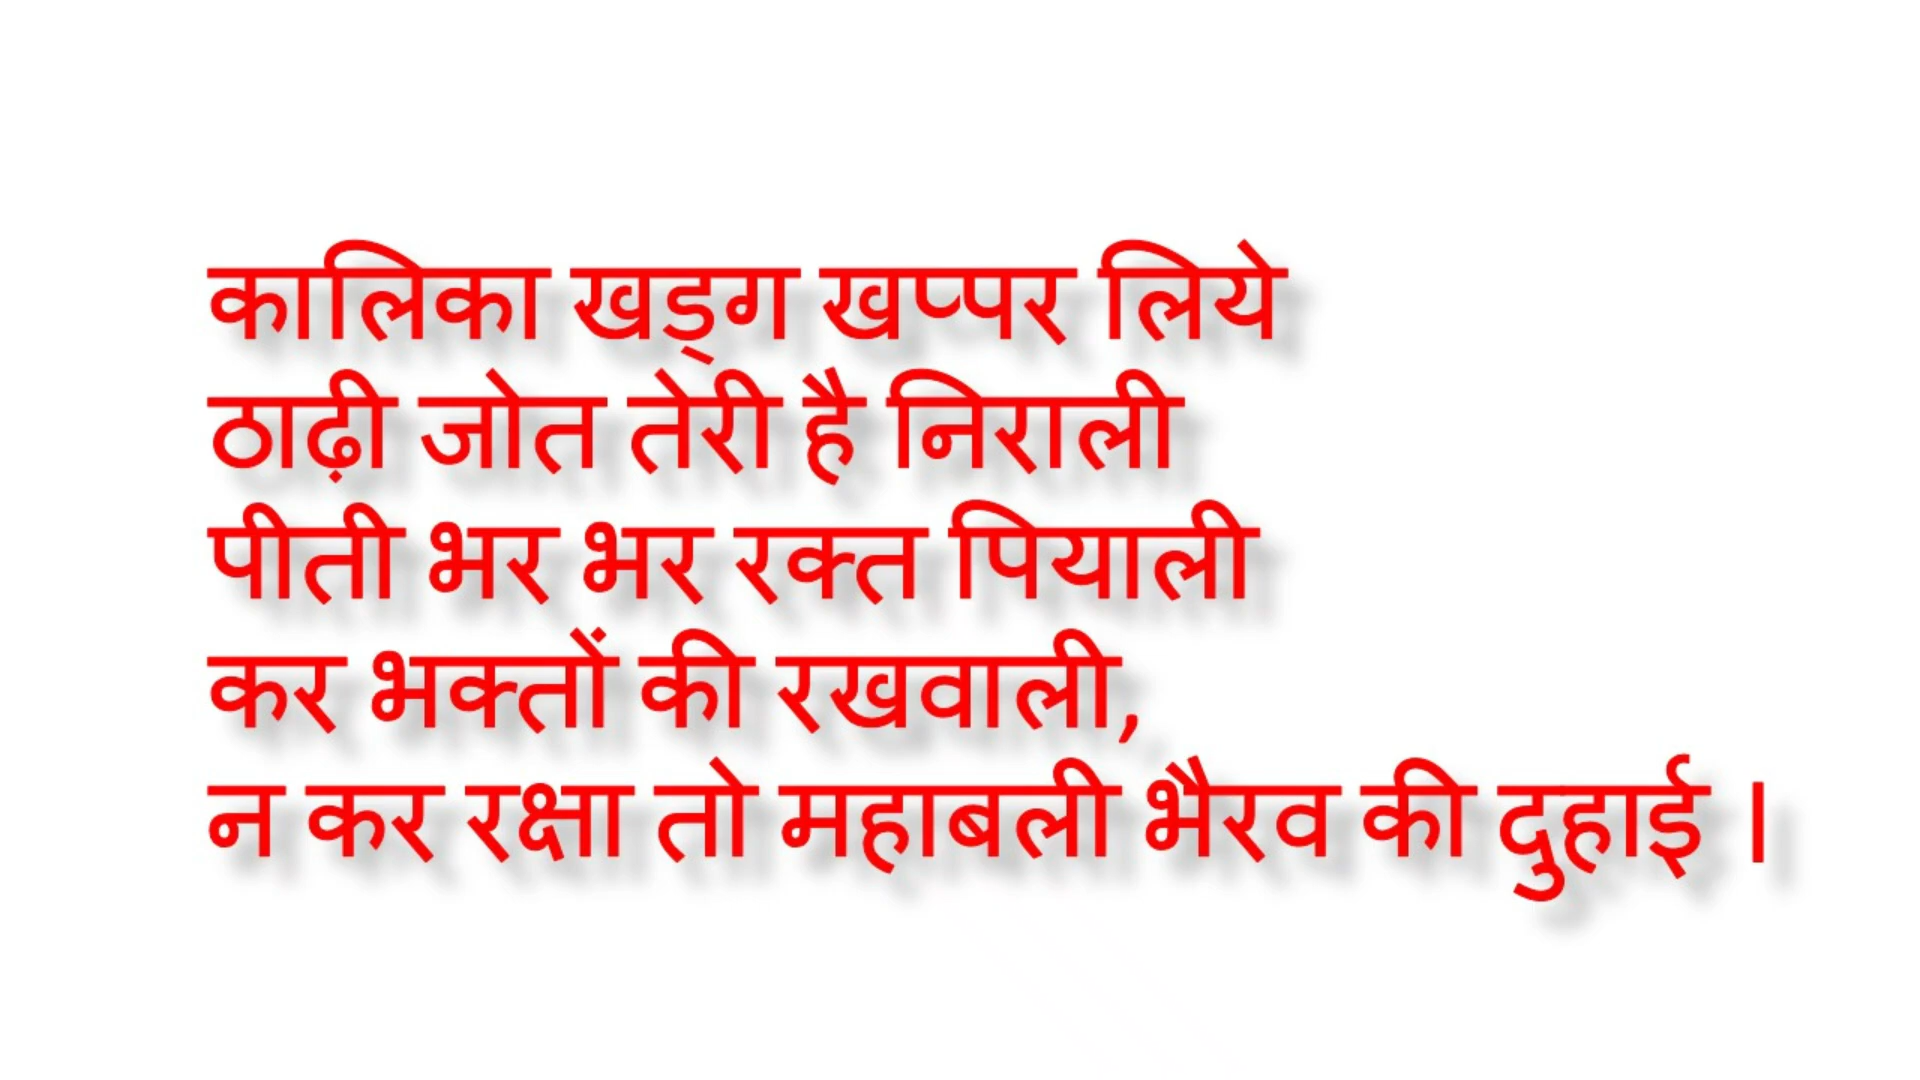 कालिका खड्ग खप्पर लिये
ठाढ़ी जोत तेरी है निराली
पीती भर भर रक्त पियाली
कर भक्तों की रखवाली,
न कर रक्षा तो महाबली भैरव की दुहाई ।